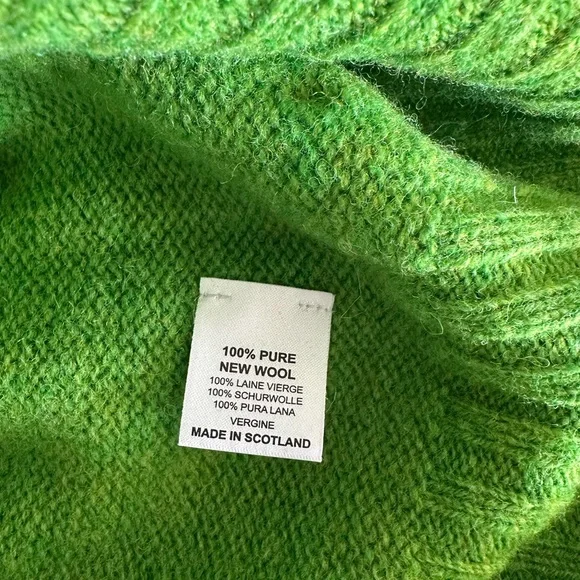 100% PURE
NEW WOOL
100% LAINE VIERGE
100% SCHURWOLLE
100% PURA LANA
VERGINE
MADE IN SCOTLAND